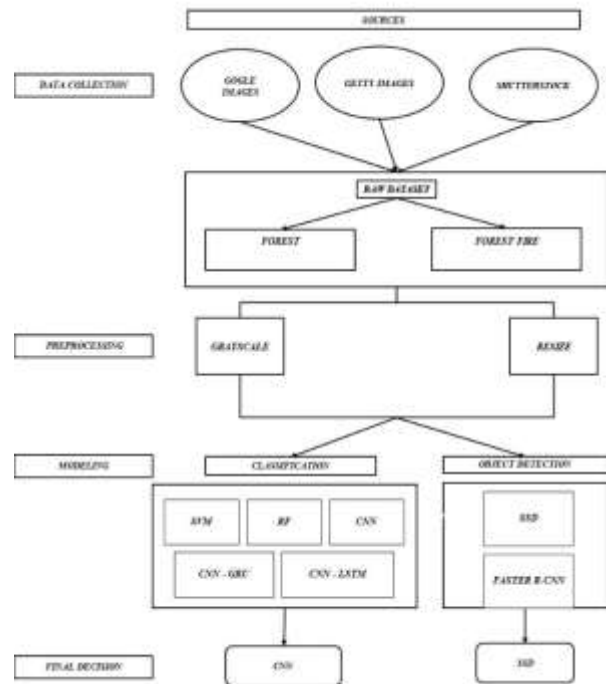 SOURCES
DATA COLLECTION
GOGLE
IMAGES
GETTY IMAGES
SHUTTERSTOCK
RAW DATASET
FOREST
FOREST FIRE
PREPROCESSING
GRAYSCALE
RESIZE
MODELING
CLASSIFICATION
OBJECT DETECTION
SVM
RF
CNN
SSD
CNN - GRU
CNN - LSTM
FASTER R-CNN
FINAL DECISION
CNN
SSD